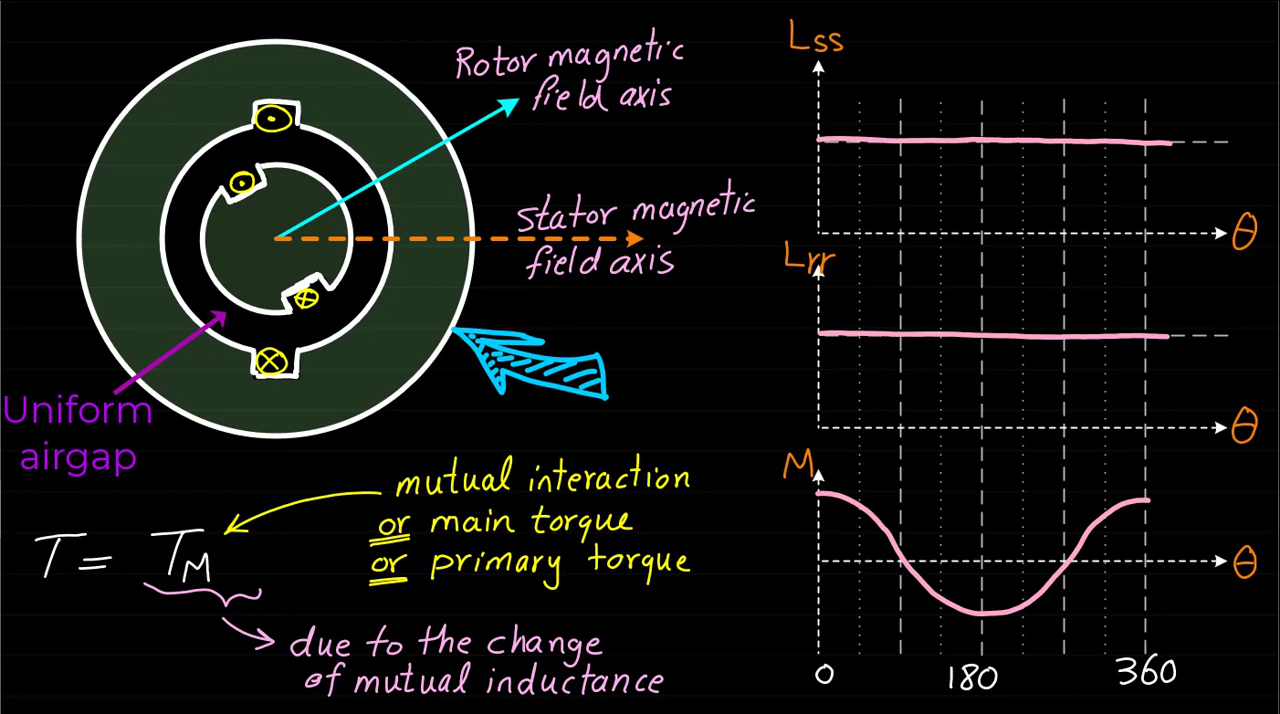 Rotor magnetic
field axis
Stator magnetic
field axis
Uniform
airgap
T = TM
mutual interaction
or main torque
or primary torque
due to the change
of mutual inductance
Lss
θ
Lrr
θ
M
θ
0 180 360